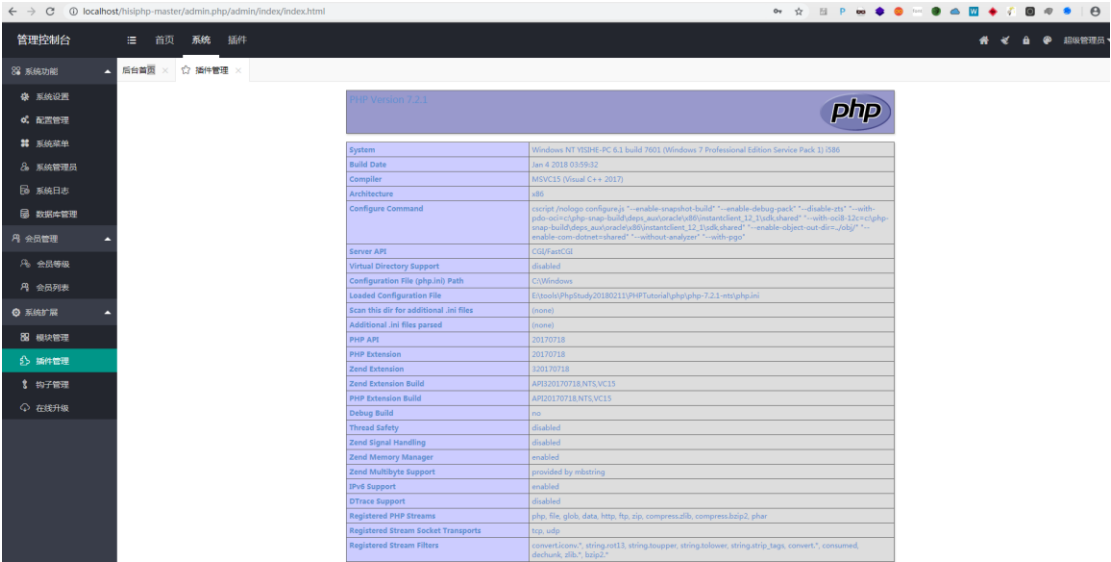 localhost/hisiphp-master/admin.php/admin/index/index.html
管理控制台 首页 系统 插件 超级管理员
系统功能
后台首页 插件管理
系统设置
配置管理
系统菜单
系统管理员
系统日志
数据库管理
会员管理
会员等级
会员列表
系统扩展
模块管理
插件管理
钩子管理
在线升级
PHP Version 7.2.1
php
System Windows NT YISIHE-PC 6.1 build 7601 (Windows 7 Professional Edition Service Pack 1) i586
Build Date Jan 4 2018 03:59:32
Compiler MSVC15 (Visual C++ 2017)
Architecture x86
Configure Command cscript /nologo configure.js "--enable-snapshot-build" "--enable-debug-pack" "--disable-zts" "--with-
pdo-oci=c:\php-snap-build\deps_aux\oracle\x86\instantclient_12_1\sdk,shared" "--with-oci8-12c=c:\php-
snap-build\deps_aux\oracle\x86\instantclient_12_1\sdk,shared" "--enable-object-out-dir=../obj/" "--
enable-com-dotnet=shared" "--without-analyzer" "--with-pgo"
Server API CGI/FastCGI
Virtual Directory Support disabled
Configuration File (php.ini) Path C:\Windows
Loaded Configuration File E:\tools\PhpStudy20180211\PHPTutorial\php\php-7.2.1-nts\php.ini
Scan this dir for additional .ini files (none)
Additional .ini files parsed (none)
PHP API 20170718
PHP Extension 20170718
Zend Extension 320170718
Zend Extension Build API320170718,NTS,VC15
PHP Extension Build API20170718,NTS,VC15
Debug Build no
Thread Safety disabled
Zend Signal Handling disabled
Zend Memory Manager enabled
Zend Multibyte Support provided by mbstring
IPv6 Support enabled
DTrace Support disabled
Registered PHP Streams php, file, glob, data, http, ftp, zip, compress.zlib, compress.bzip2, phar
Registered Stream Socket Transports tcp, udp
Registered Stream Filters convert.iconv.*, string.rot13, string.toupper, string.tolower, string.strip_tags, convert.*, consumed,
dechunk, zlib.*, bzip2.*